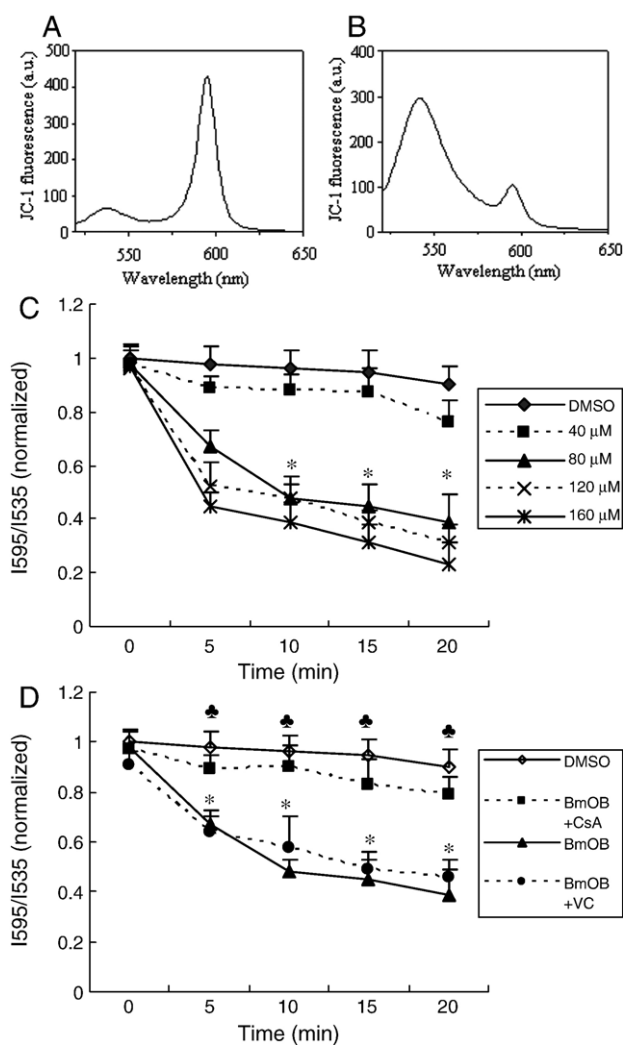 A
B
500
400
300
200
100
0
JC-1 fluorescence (a.u.)
550
600
650
Wavelength (nm)
400
300
200
100
0
JC-1 fluorescence (a.u.)
550
600
650
Wavelength (nm)
C
1.2
1
0.8
0.6
0.4
0.2
0
I595/I535 (normalized)
* * *
0 5 10 15 20
Time (min)
DMSO
40 μM
80 μM
120 μM
160 μM
D
1.2
1
0.8
0.6
0.4
0.2
0
I595/I535 (normalized)
♣ ♣ ♣ ♣
* * * *
0 5 10 15 20
Time (min)
DMSO
BmOB
+CsA
BmOB
BmOB
+VC